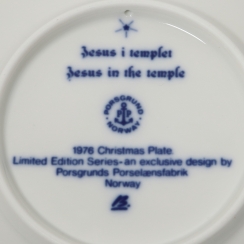 Jesus i templet
Jesus in the temple
PORSGRUND
NORWAY
1976 Christmas Plate
Limited Edition Series-an exclusive design by
Porsgrunds Porselænsfabrik
Norway